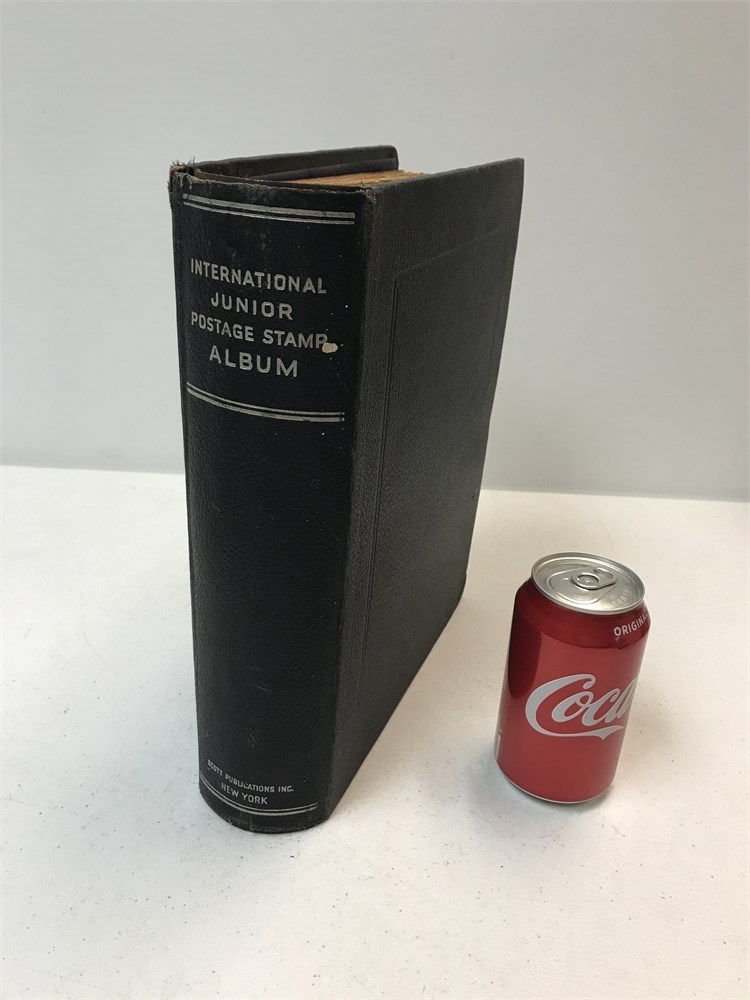 INTERNATIONAL
JUNIOR
POSTAGE STAMP
ALBUM
SCOTT PUBLICATIONS INC.
NEW YORK
ORIGINAL
Coca